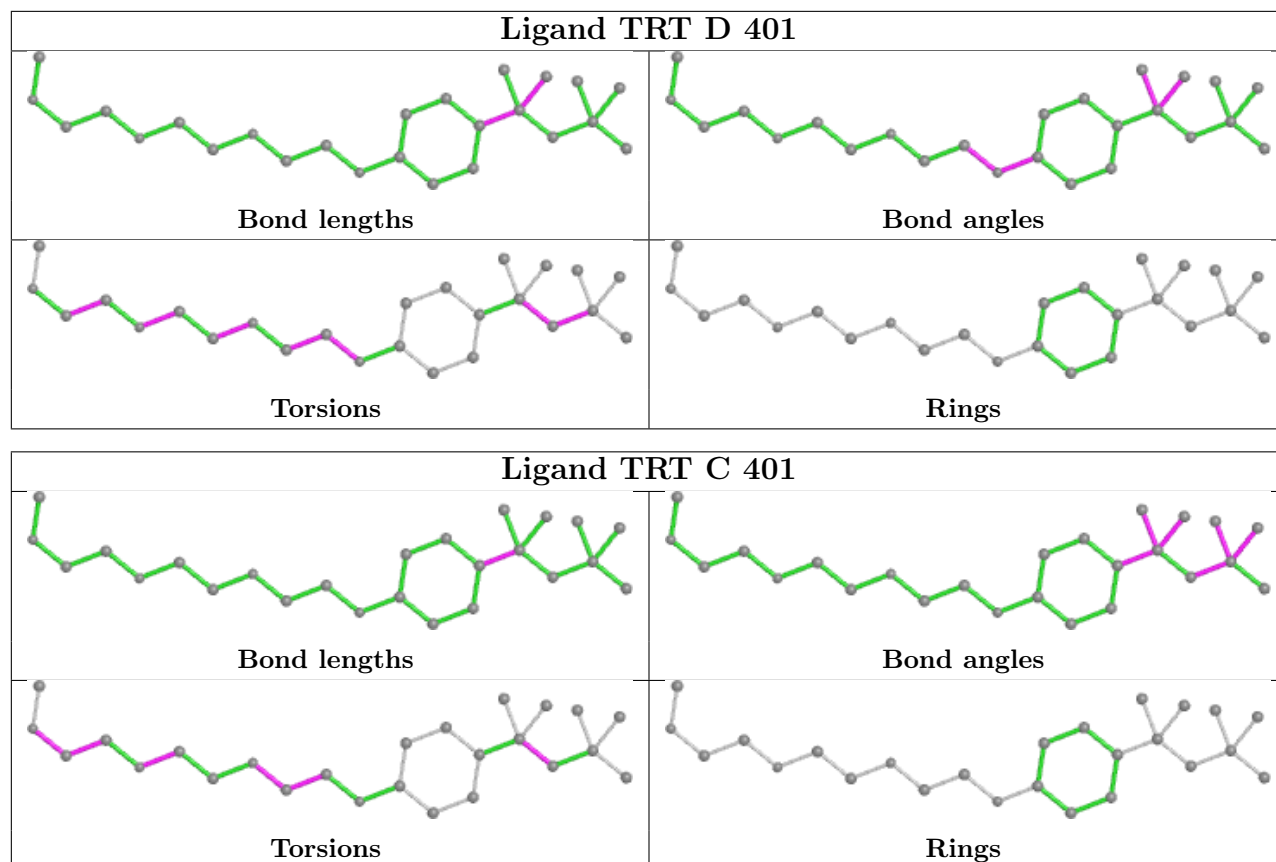 Ligand TRT D 401
Bond lengths
Bond angles
Torsions
Rings
Ligand TRT C 401
Bond lengths
Bond angles
Torsions
Rings